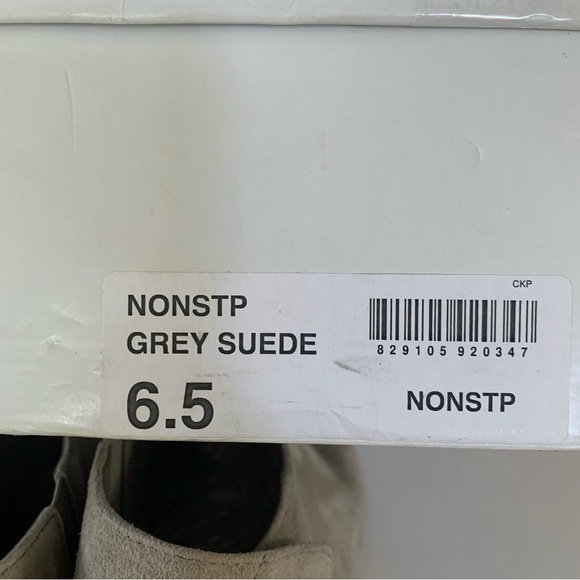 NONSTP
GREY SUEDE
6.5
CKP
829105 920347
NONSTP